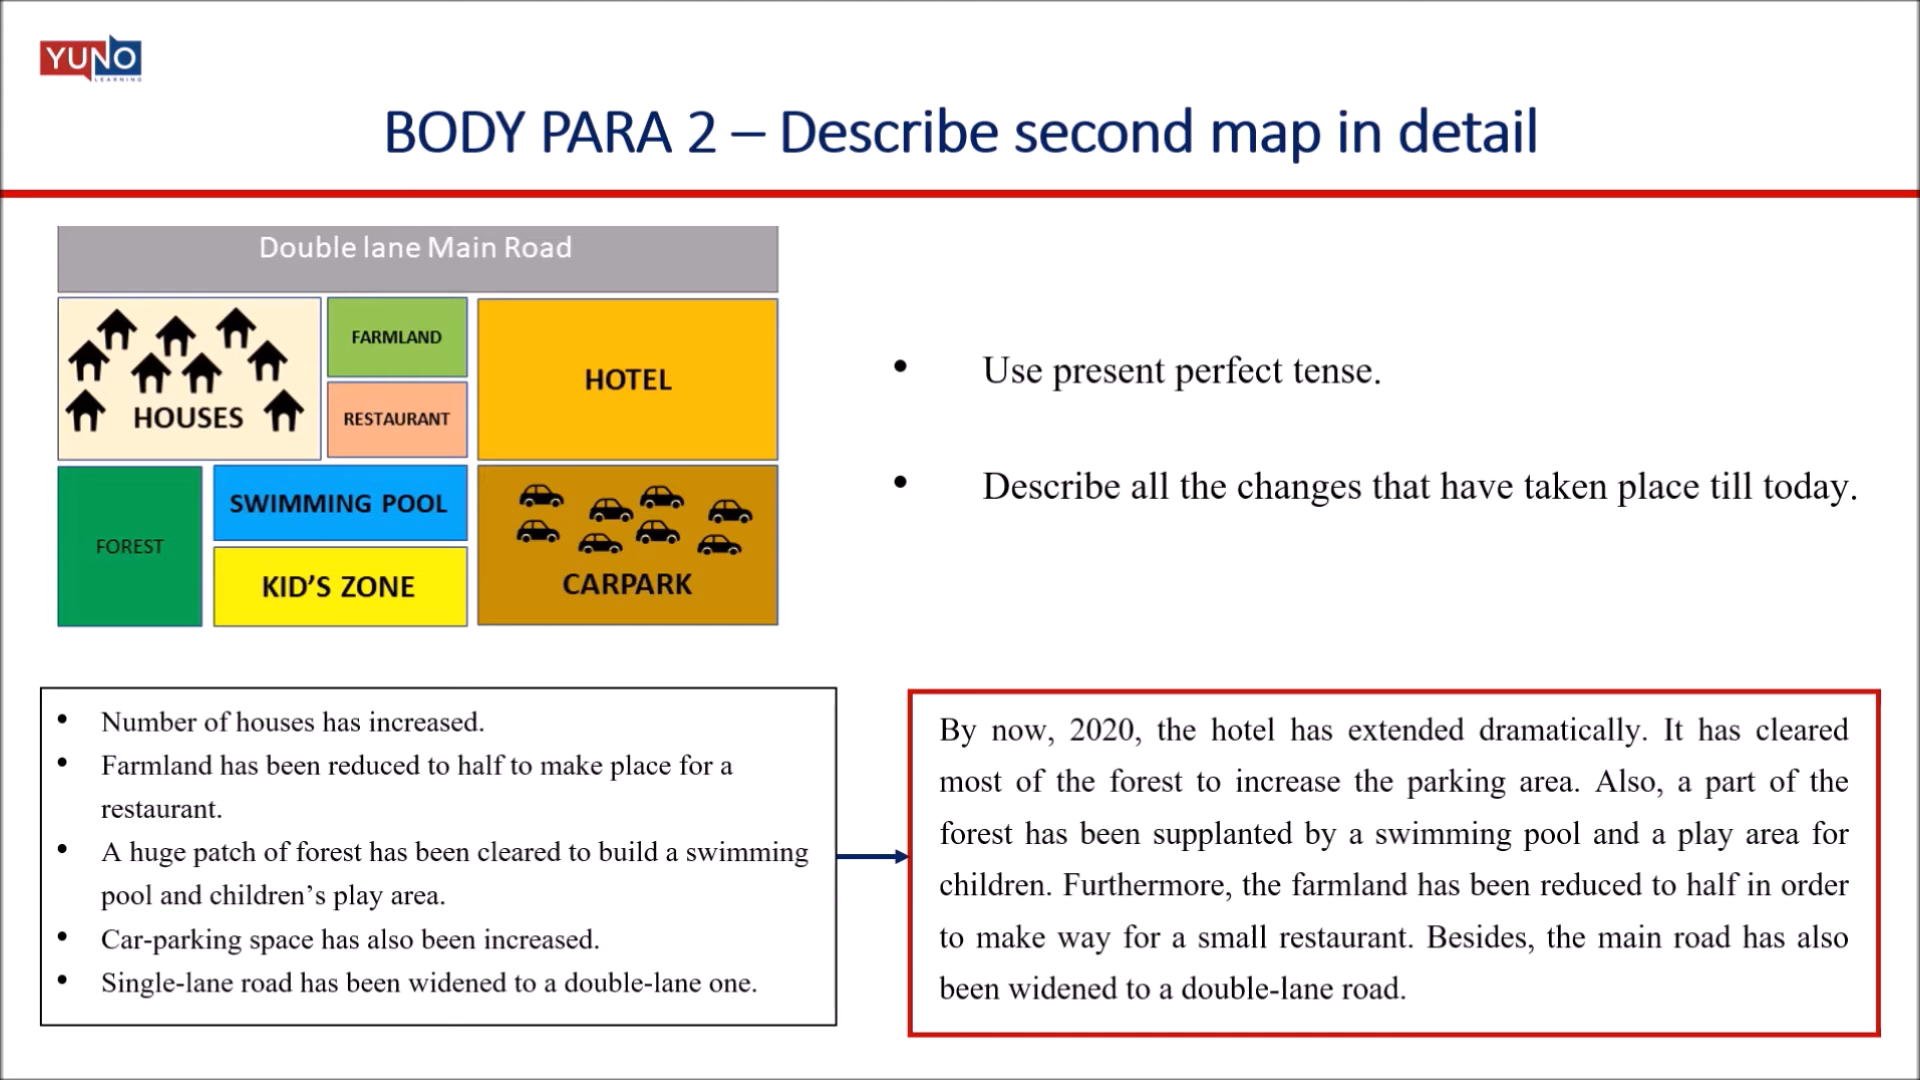 YUNO
LEARNING
BODY PARA 2 – Describe second map in detail
Double lane Main Road
HOUSES
FARMLAND
RESTAURANT
HOTEL
FOREST
SWIMMING POOL
KID’S ZONE
CARPARK
• Use present perfect tense.
• Describe all the changes that have taken place till today.
• Number of houses has increased.
• Farmland has been reduced to half to make place for a
restaurant.
• A huge patch of forest has been cleared to build a swimming
pool and children’s play area.
• Car-parking space has also been increased.
• Single-lane road has been widened to a double-lane one.
By now, 2020, the hotel has extended dramatically. It has cleared
most of the forest to increase the parking area. Also, a part of the
forest has been supplanted by a swimming pool and a play area for
children. Furthermore, the farmland has been reduced to half in order
to make way for a small restaurant. Besides, the main road has also
been widened to a double-lane road.